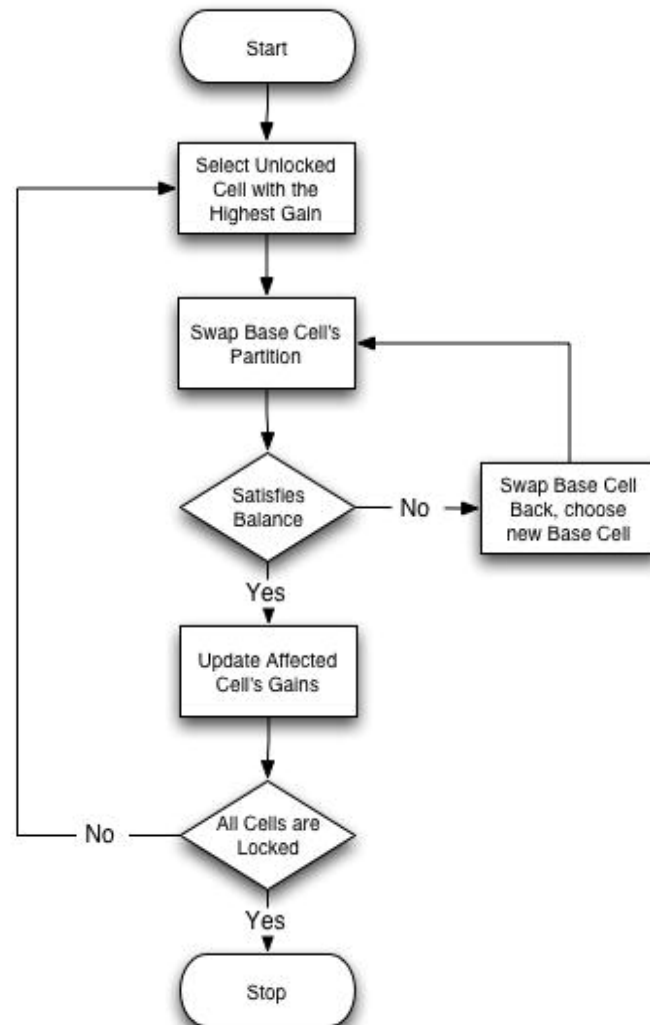 Start
Select Unlocked
Cell with the
Highest Gain
Swap Base Cell's
Partition
Satisfies
Balance
No
Swap Base Cell
Back, choose
new Base Cell
Yes
Update Affected
Cell's Gains
All Cells are
Locked
No
Yes
Stop